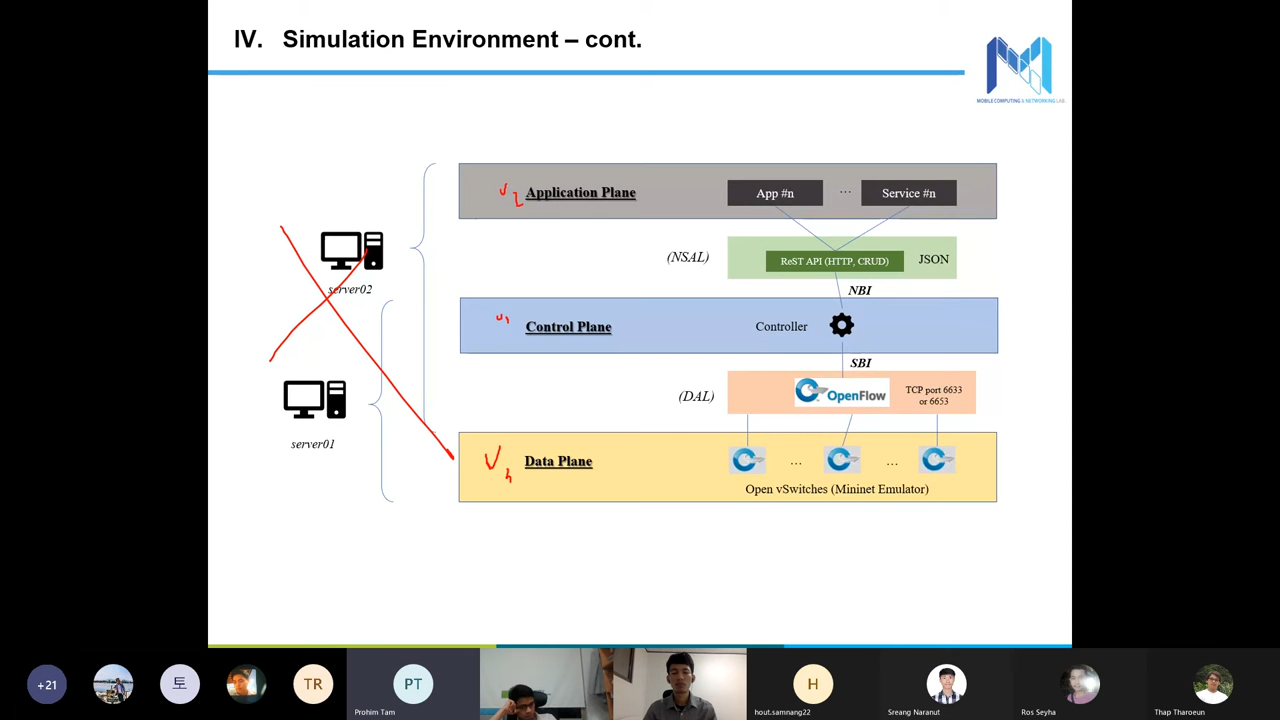 IV. Simulation Environment – cont.
MOBILE COMPUTING & NETWORKING LAB.
Application Plane
App #n
...
Service #n
(NSAL)
ReST API (HTTP, CRUD)
JSON
NBI
server02
Control Plane
Controller
SBI
(DAL)
OpenFlow
TCP port 6633
or 6653
server01
Data Plane
...
...
Open vSwitches (Mininet Emulator)
+21
토
TR
PT
Prohim Tam
H
hout.samnang22
Sreang Naranut
Ros Seyha
Thap Tharoeun